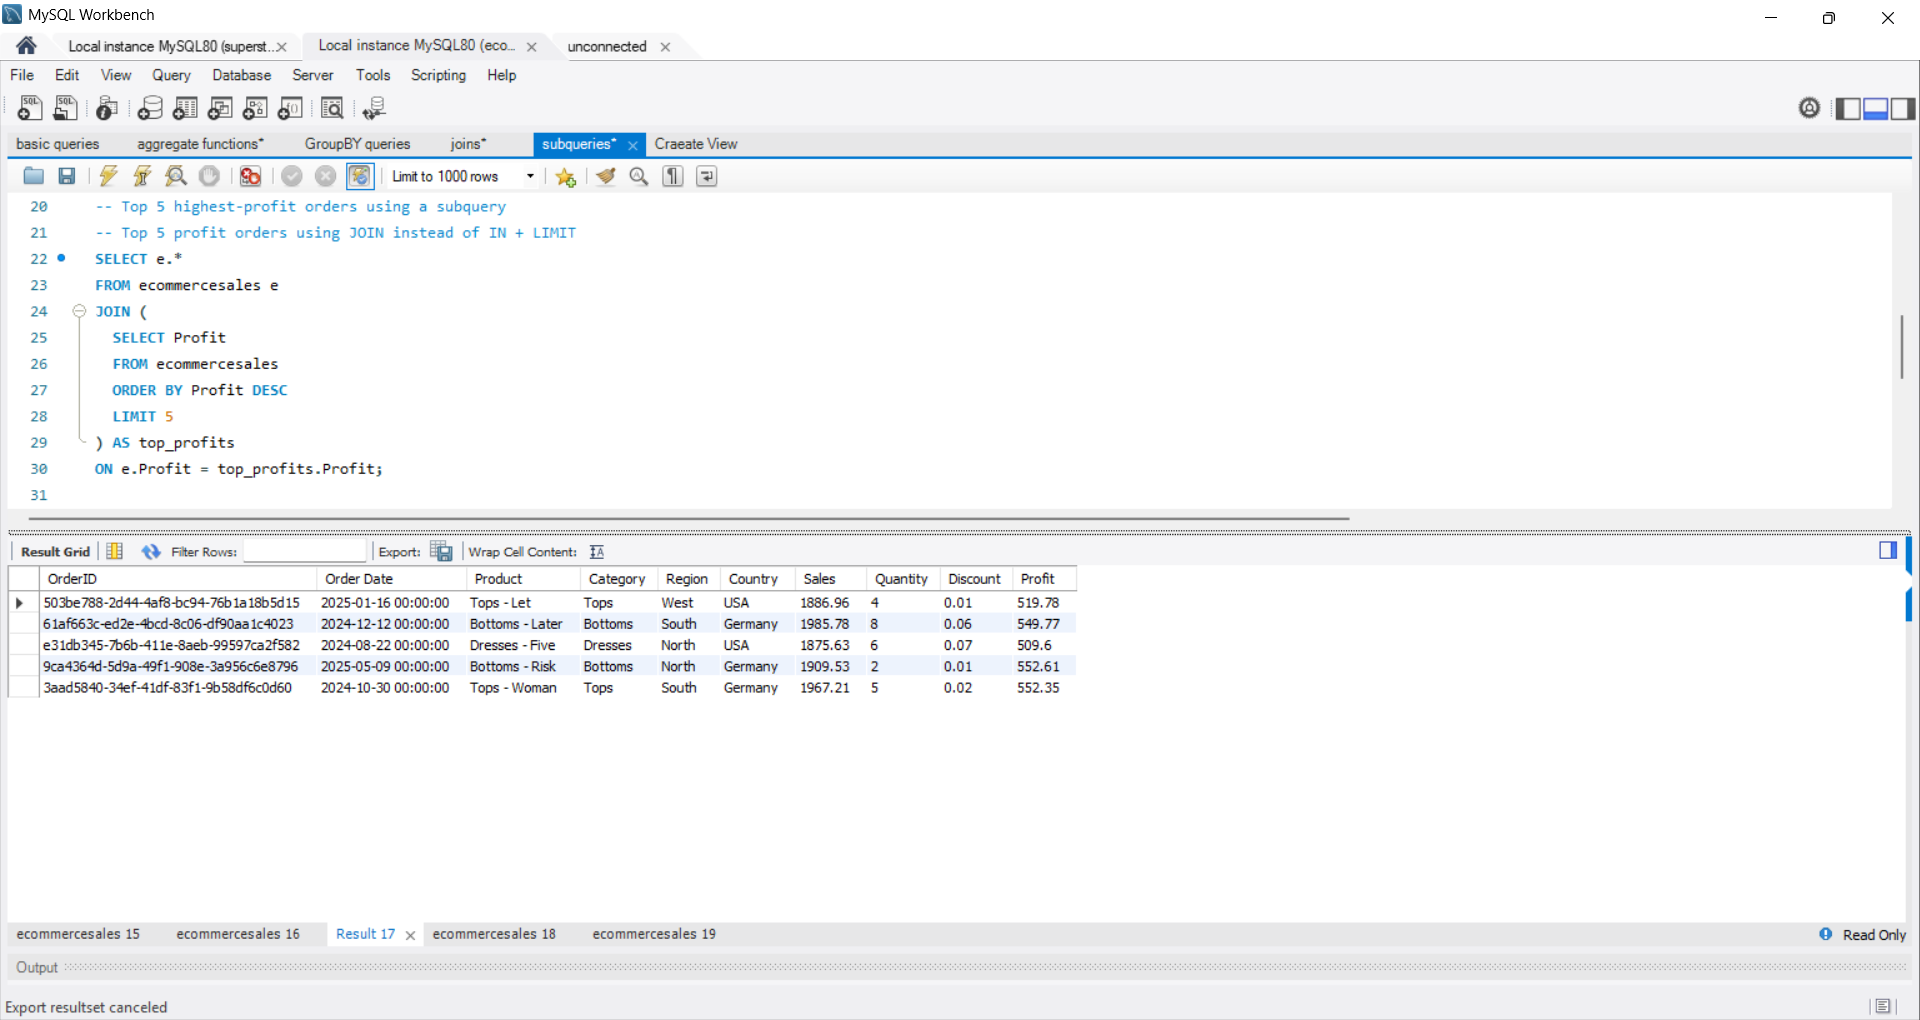 MySQL Workbench
Local instance MySQL80 (superst... Local instance MySQL80 (eco... unconnected
File Edit View Query Database Server Tools Scripting Help
basic queries aggregate functions* GroupBY queries joins* subqueries* Craeate View
Limit to 1000 rows
20 -- Top 5 highest-profit orders using a subquery
21 -- Top 5 profit orders using JOIN instead of IN + LIMIT
22 SELECT e.*
23 FROM ecommercesales e
24 JOIN (
25 SELECT Profit
26 FROM ecommercesales
27 ORDER BY Profit DESC
28 LIMIT 5
29 ) AS top_profits
30 ON e.Profit = top_profits.Profit;
31
Result Grid Filter Rows: Export: Wrap Cell Content: IA
OrderID Order Date Product Category Region Country Sales Quantity Discount Profit
503be788-2d44-4af8-bc94-76b1a18b5d15 2025-01-16 00:00:00 Tops - Let Tops West USA 1886.96 4 0.01 519.78
61af663c-ed2e-4bcd-8c06-df90aa1c4023 2024-12-12 00:00:00 Bottoms - Later Bottoms South Germany 1985.78 8 0.06 549.77
e31db345-7b6b-411e-8aeb-99597ca2f582 2024-08-22 00:00:00 Dresses - Five Dresses North USA 1875.63 6 0.07 509.6
9ca4364d-5d9a-49f1-908e-3a956c6e8796 2025-05-09 00:00:00 Bottoms - Risk Bottoms North Germany 1909.53 2 0.01 552.61
3aad5840-34ef-41df-83f1-9b58df6c0d60 2024-10-30 00:00:00 Tops - Woman Tops South Germany 1967.21 5 0.02 552.35
ecommercesales 15 ecommercesales 16 Result 17 ecommercesales 18 ecommercesales 19 Read Only
Output
Export resultset canceled